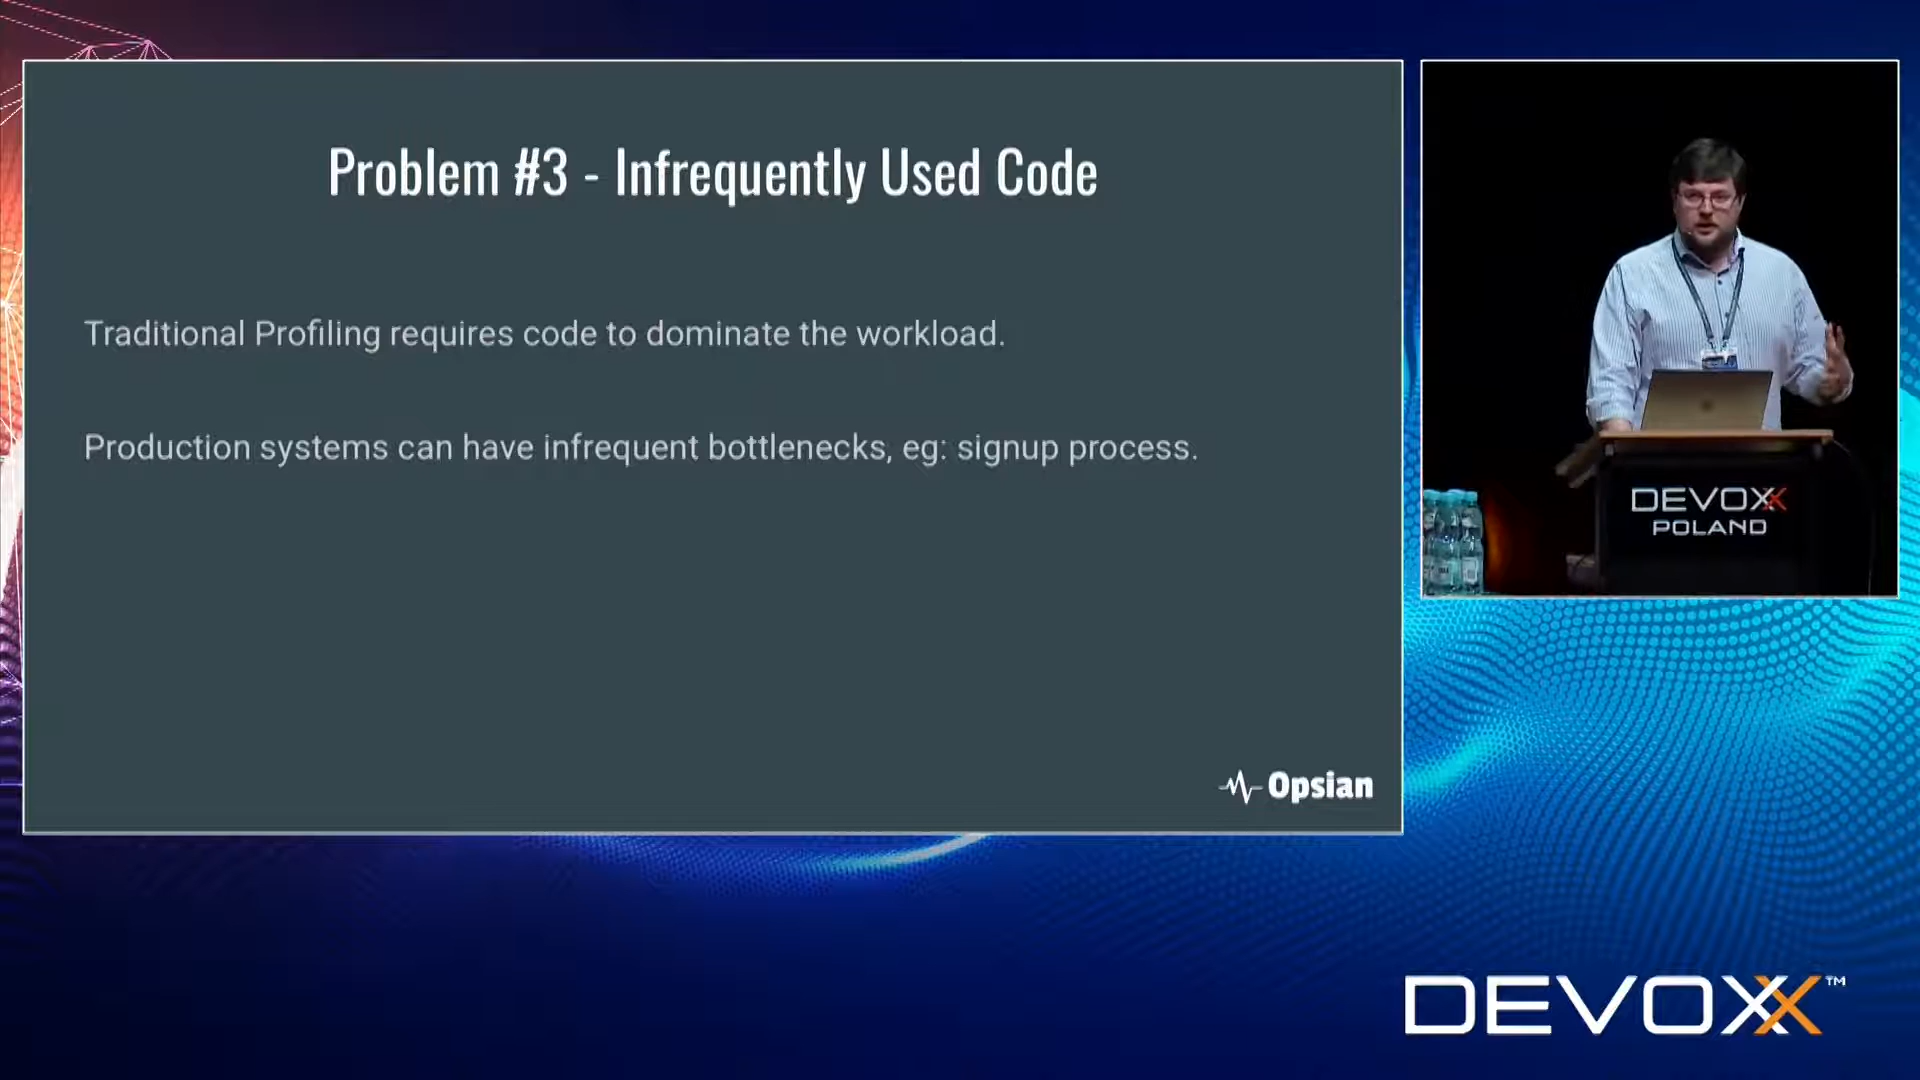 Problem #3 - Infrequently Used Code
Traditional Profiling requires code to dominate the workload.
Production systems can have infrequent bottlenecks, eg: signup process.
Opsian
DEVOXX
POLAND
DEVOXX™